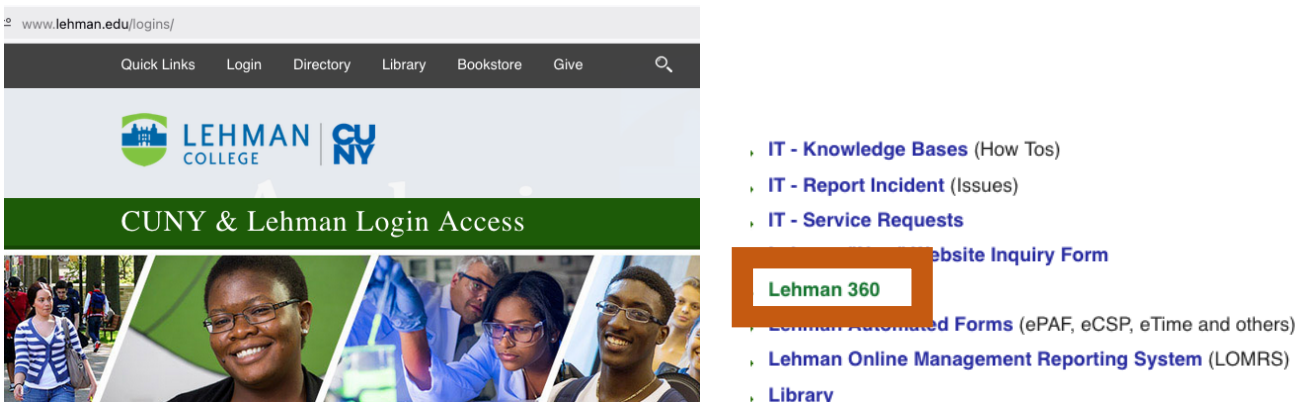 www.lehman.edu/logins/
Quick Links Login Directory Library Bookstore Give
LEHMAN COLLEGE
CUNY
CUNY & Lehman Login Access
IT - Knowledge Bases (How Tos)
IT - Report Incident (Issues)
IT - Service Requests
ebsite Inquiry Form
Lehman 360
Lehman Automated Forms (ePAF, eCSP, eTime and others)
Lehman Online Management Reporting System (LOMRS)
Library